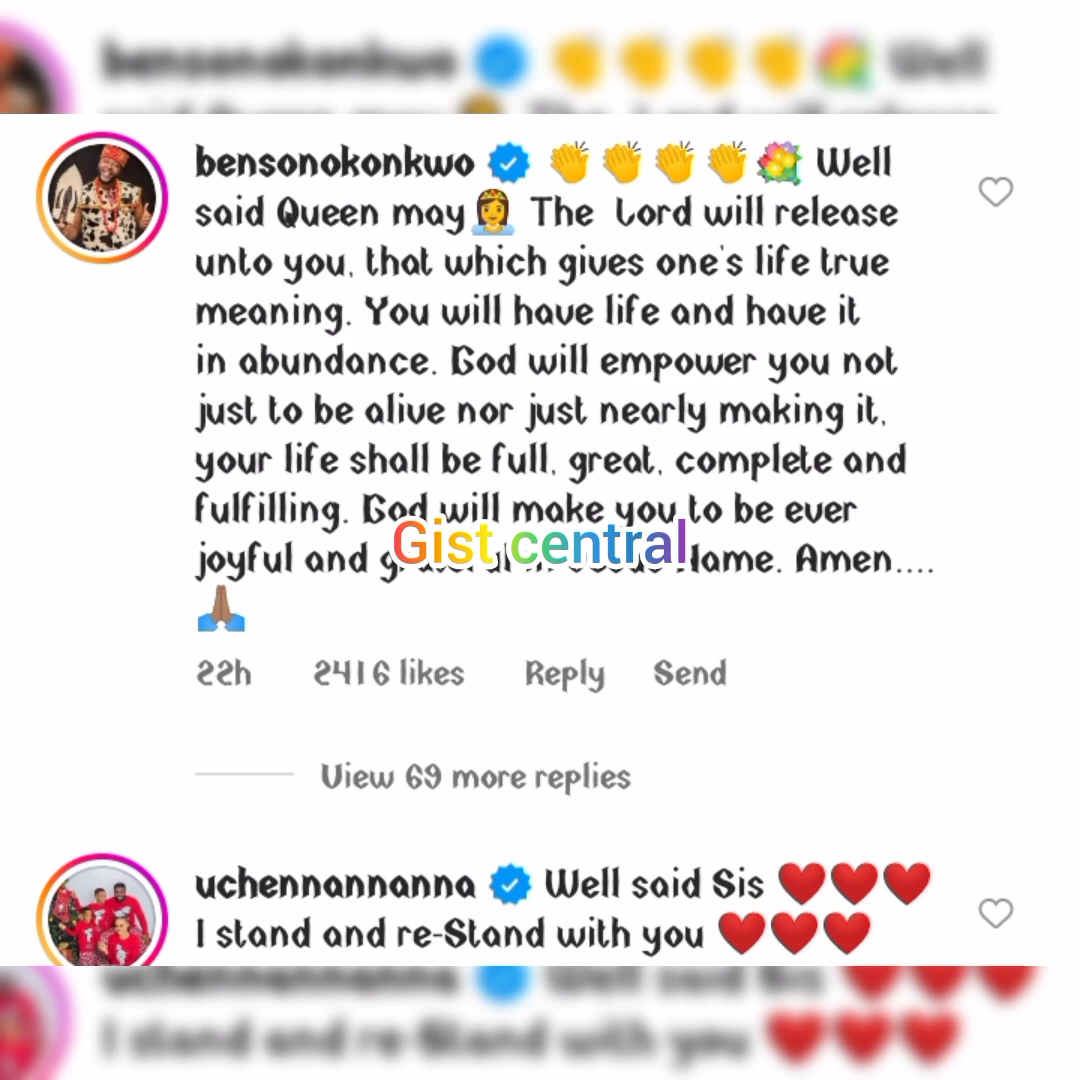 bensonokonkwo 👏👏👏👏💐 Well
said Queen may👸 The Lord will release
unto you, that which gives one's life true
meaning. You will have life and have it
in abundance. God will empower you not
just to be alive nor just nearly making it,
your life shall be full, great, complete and
fulfilling. God will make you to be ever
joyful and Name. Amen....
🙏🏽
Gist central
22h 2416 likes Reply Send
View 69 more replies
uchennannanna Well said Sis ❤️❤️❤️
I stand and re-Stand with you ❤️❤️❤️